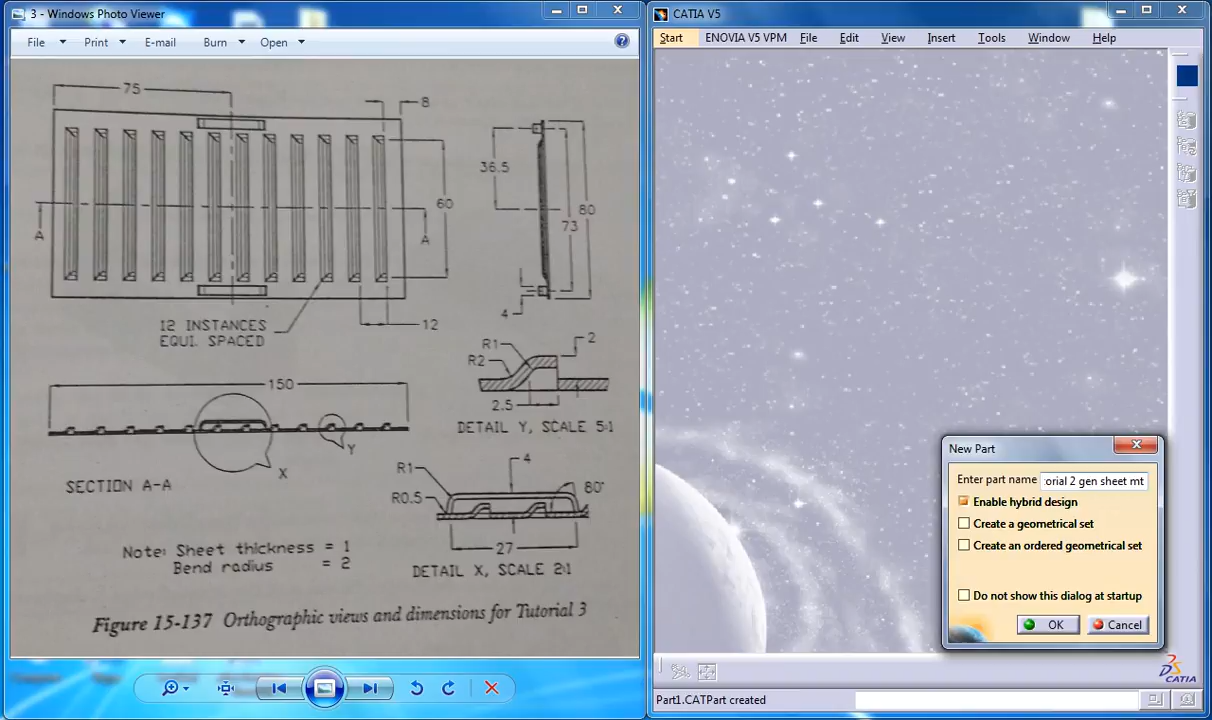 3 - Windows Photo Viewer
File Print E-mail Burn Open
75
8
36.5
60
80
73
A
A
4
12 INSTANCES
EQUI. SPACED
12
2
R1
R2
2.5
DETAIL Y, SCALE 5:1
150
X
Y
SECTION A-A
4
R1
R0.5
80°
27
DETAIL X, SCALE 2:1
Note: Sheet thickness = 1
Bend radius = 2
Figure 15-137 Orthographic views and dimensions for Tutorial 3
CATIA V5
Start ENOVIA V5 VPM File Edit View Insert Tools Window Help
New Part
Enter part name :orial 2 gen sheet mt
Enable hybrid design
Create a geometrical set
Create an ordered geometrical set
Do not show this dialog at startup
OK Cancel
CATIA
Part1.CATPart created